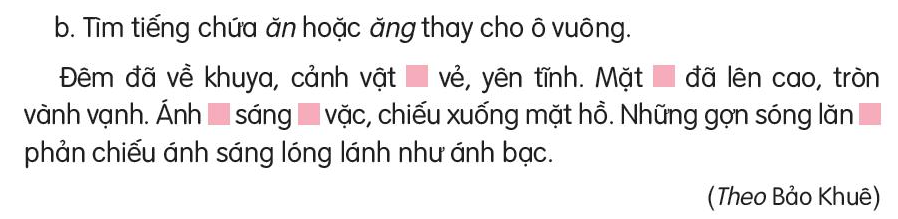 b. Tìm tiếng chứa ăn hoặc ăng thay cho ô vuông.
Đêm đã về khuya, cảnh vật vẻ, yên tĩnh. Mặt đã lên cao, tròn
vành vạnh. Ánh sáng vặc, chiếu xuống mặt hồ. Những gợn sóng lăn
phản chiếu ánh sáng lóng lánh như ánh bạc.
(Theo Bảo Khuê)